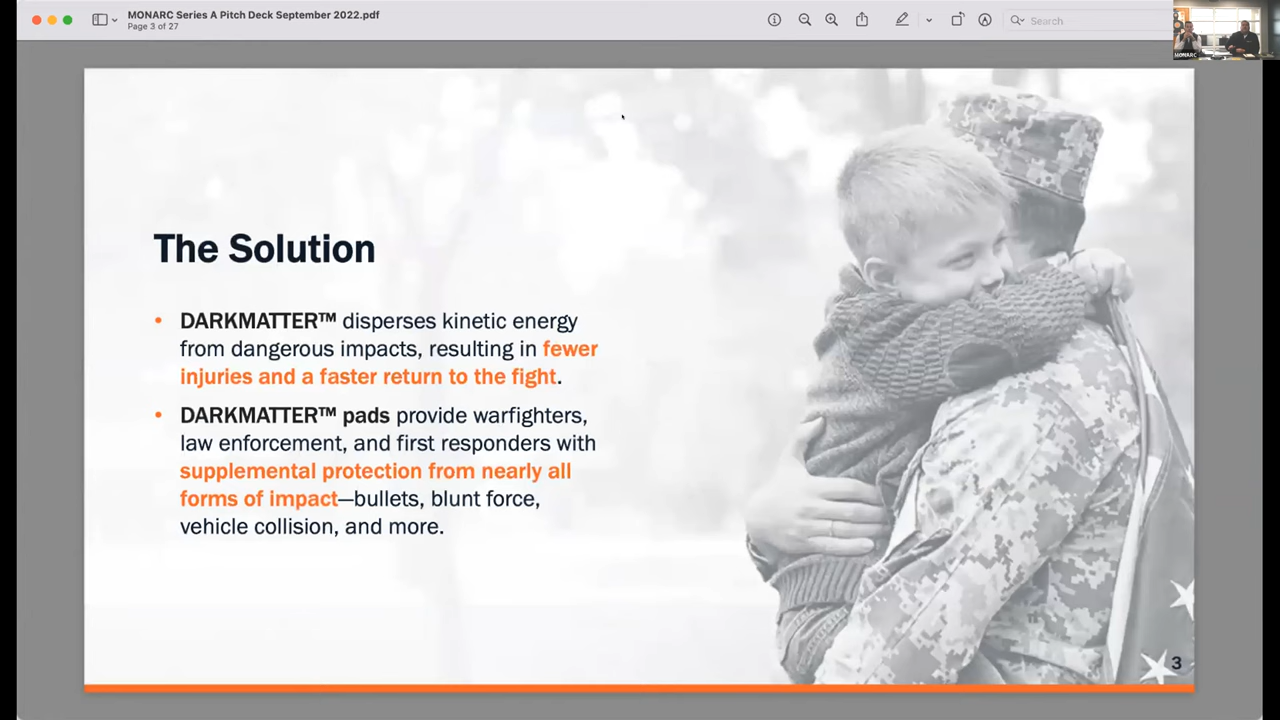 MONARC Series A Pitch Deck September 2022.pdf
Page 3 of 27
Search
MONARC
The Solution
• DARKMATTER™ disperses kinetic energy
from dangerous impacts, resulting in fewer
injuries and a faster return to the fight.
• DARKMATTER™ pads provide warfighters,
law enforcement, and first responders with
supplemental protection from nearly all
forms of impact—bullets, blunt force,
vehicle collision, and more.
3